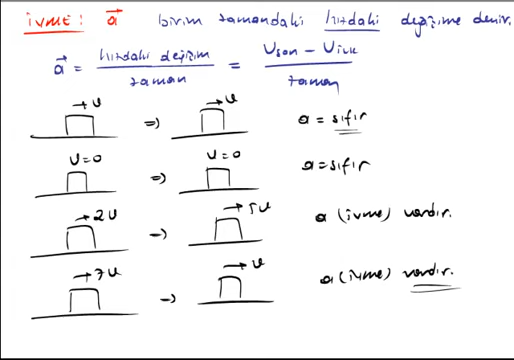 ivme: a⃗ birim zamandaki hızdaki değişime denir.
a⃗ = hızdaki değişim / zaman = Vson - Vilk / zaman
→ v => → v a = sıfır
v=0 => v=0 a=sıfır
→ 2v => → 5v a (ivme) vardır.
→ 7v => → v a (ivme) vardır.